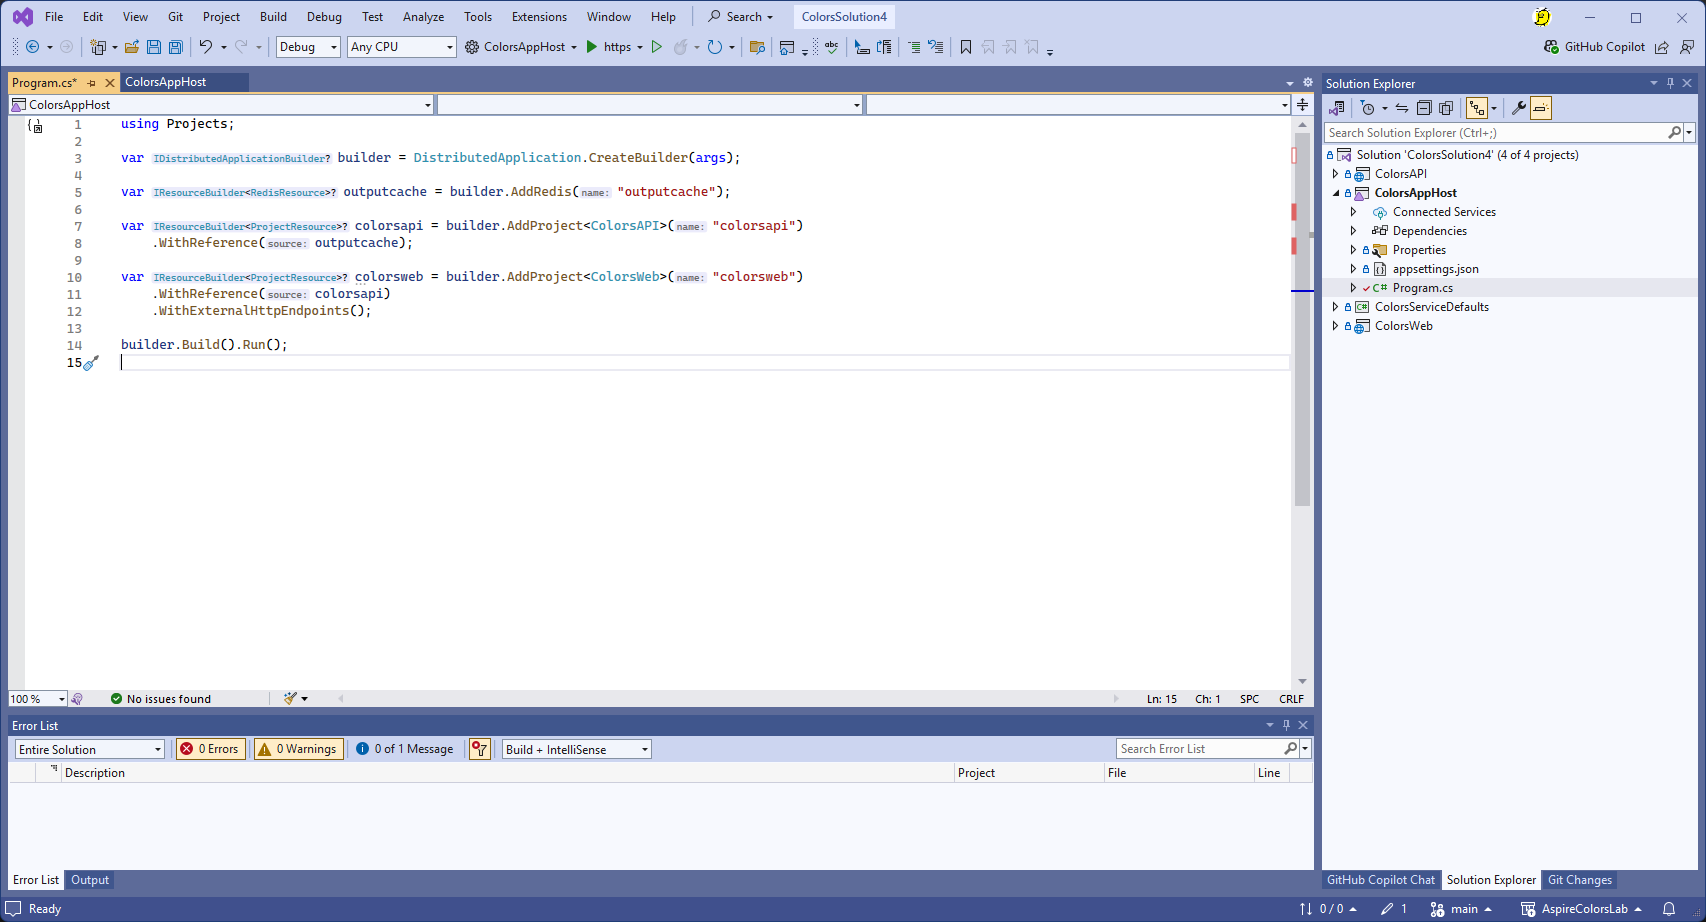 File Edit View Git Project Build Debug Test Analyze Tools Extensions Window Help Search ColorsSolution4
Debug Any CPU ColorsAppHost https abc GitHub Copilot
Program.cs* ColorsAppHost
ColorsAppHost
1 using Projects;
2
3 var IDistributedApplicationBuilder? builder = DistributedApplication.CreateBuilder(args);
4
5 var IResourceBuilder<RedisResource>? outputcache = builder.AddRedis(name: "outputcache");
6
7 var IResourceBuilder<ProjectResource>? colorsapi = builder.AddProject<ColorsAPI>(name: "colorsapi")
8 .WithReference(source: outputcache);
9
10 var IResourceBuilder<ProjectResource>? colorsweb = builder.AddProject<ColorsWeb>(name: "colorsweb")
11 .WithReference(source: colorsapi)
12 .WithExternalHttpEndpoints();
13
14 builder.Build().Run();
15
100 % No issues found Ln: 15 Ch: 1 SPC CRLF
Error List
Entire Solution 0 Errors 0 Warnings 0 of 1 Message Build + IntelliSense Search Error List
Description Project File Line
Error List Output
Solution Explorer
Search Solution Explorer (Ctrl+;)
Solution 'ColorsSolution4' (4 of 4 projects)
ColorsAPI
ColorsAppHost
Connected Services
Dependencies
Properties
appsettings.json
C# Program.cs
C# ColorsServiceDefaults
ColorsWeb
GitHub Copilot Chat Solution Explorer Git Changes
Ready 0 / 0 1 main AspireColorsLab